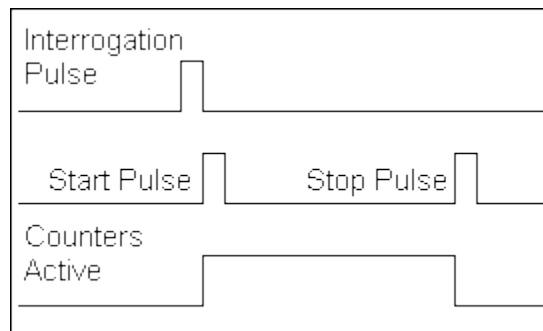 Interrogation
Pulse
Start Pulse
Stop Pulse
Counters
Active